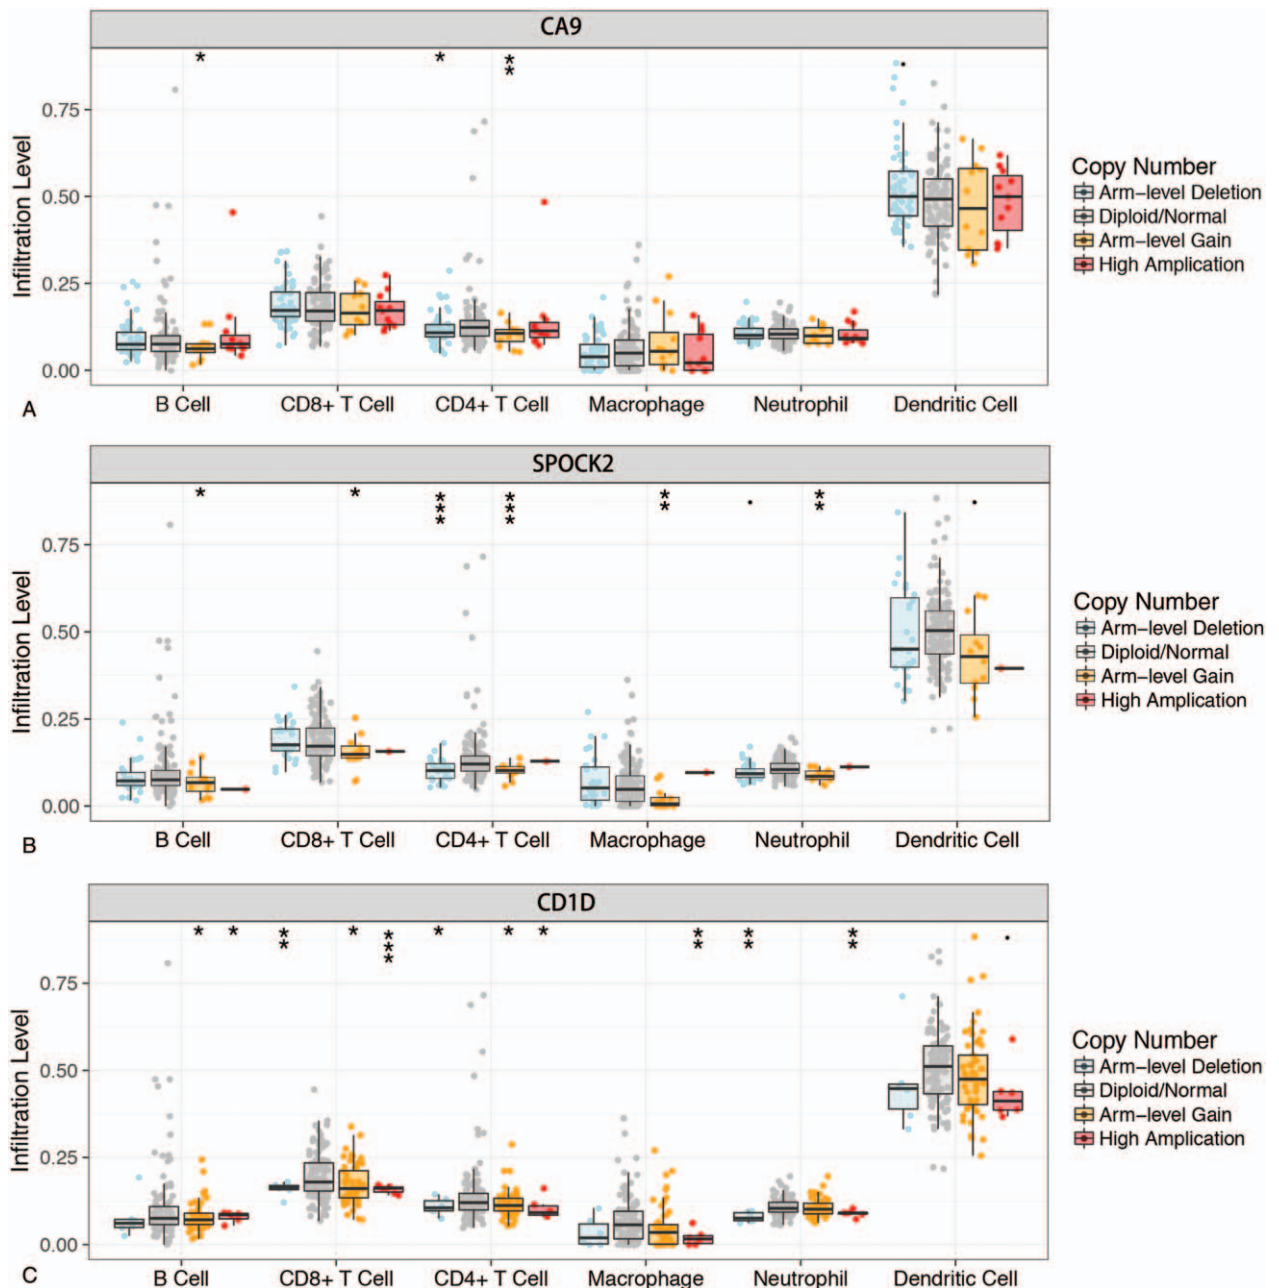 CA9
* * **
.
0.75
0.50
0.25
0.00
Infiltration Level
B Cell CD8+ T Cell CD4+ T Cell Macrophage Neutrophil Dendritic Cell
A
Copy Number
Arm-level Deletion
Diploid/Normal
Arm-level Gain
High Amplication
SPOCK2
* * *** *** ** . ** .
0.75
0.50
0.25
0.00
Infiltration Level
B Cell CD8+ T Cell CD4+ T Cell Macrophage Neutrophil Dendritic Cell
B
Copy Number
Arm-level Deletion
Diploid/Normal
Arm-level Gain
High Amplication
CD1D
* * ** * *** * * * ** ** ** .
0.75
0.50
0.25
0.00
Infiltration Level
B Cell CD8+ T Cell CD4+ T Cell Macrophage Neutrophil Dendritic Cell
C
Copy Number
Arm-level Deletion
Diploid/Normal
Arm-level Gain
High Amplication